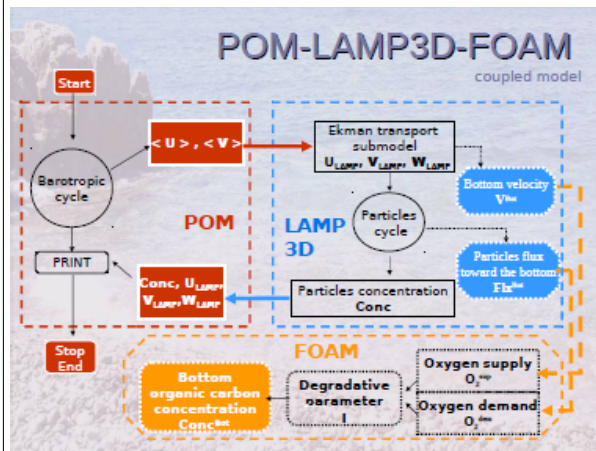 POM-LAMP3D-FOAM
coupled model
Start
< U > , < V >
Ekman transport
submodel
U_LAMP, V_LAMP, W_LAMP
Barotropic
cycle
Bottom velocity
V^Bot
POM
LAMP
3D
Particles
cycle
PRINT
Conc, U_LAMP,
V_LAMP,W_LAMP
Particles flux
toward the bottom
Flx^Bot
Particles concentration
Conc
Stop
End
FOAM
Bottom
organic carbon
concentration
Conc^Bot
Degradative
parameter
I
Oxygen supply
O₂^sup
Oxygen demand
O₂^dem